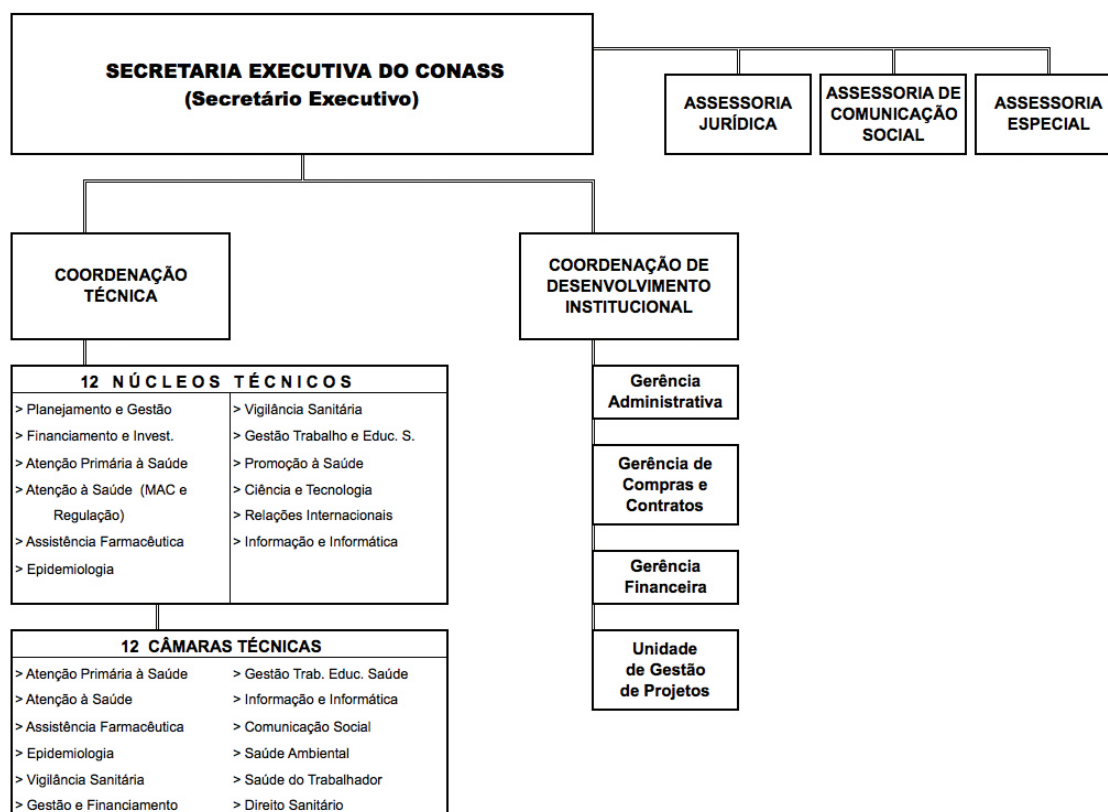 SECRETARIA EXECUTIVA DO CONASS
(Secretário Executivo)
ASSESSORIA
JURÍDICA
ASSESSORIA DE
COMUNICAÇÃO
SOCIAL
ASSESSORIA
ESPECIAL
COORDENAÇÃO
TÉCNICA
COORDENAÇÃO DE
DESENVOLVIMENTO
INSTITUCIONAL
12 NÚCLEOS TÉCNICOS
> Planejamento e Gestão
> Financiamento e Invest.
> Atenção Primária à Saúde
> Atenção à Saúde (MAC e
Regulação)
> Assistência Farmacêutica
> Epidemiologia
> Vigilância Sanitária
> Gestão Trabalho e Educ. S.
> Promoção à Saúde
> Ciência e Tecnologia
> Relações Internacionais
> Informação e Informática
12 CÂMARAS TÉCNICAS
> Atenção Primária à Saúde
> Atenção à Saúde
> Assistência Farmacêutica
> Epidemiologia
> Vigilância Sanitária
> Gestão e Financiamento
> Gestão Trab. Educ. Saúde
> Informação e Informática
> Comunicação Social
> Saúde Ambiental
> Saúde do Trabalhador
> Direito Sanitário
Gerência
Administrativa
Gerência de
Compras e
Contratos
Gerência
Financeira
Unidade
de Gestão
de Projetos